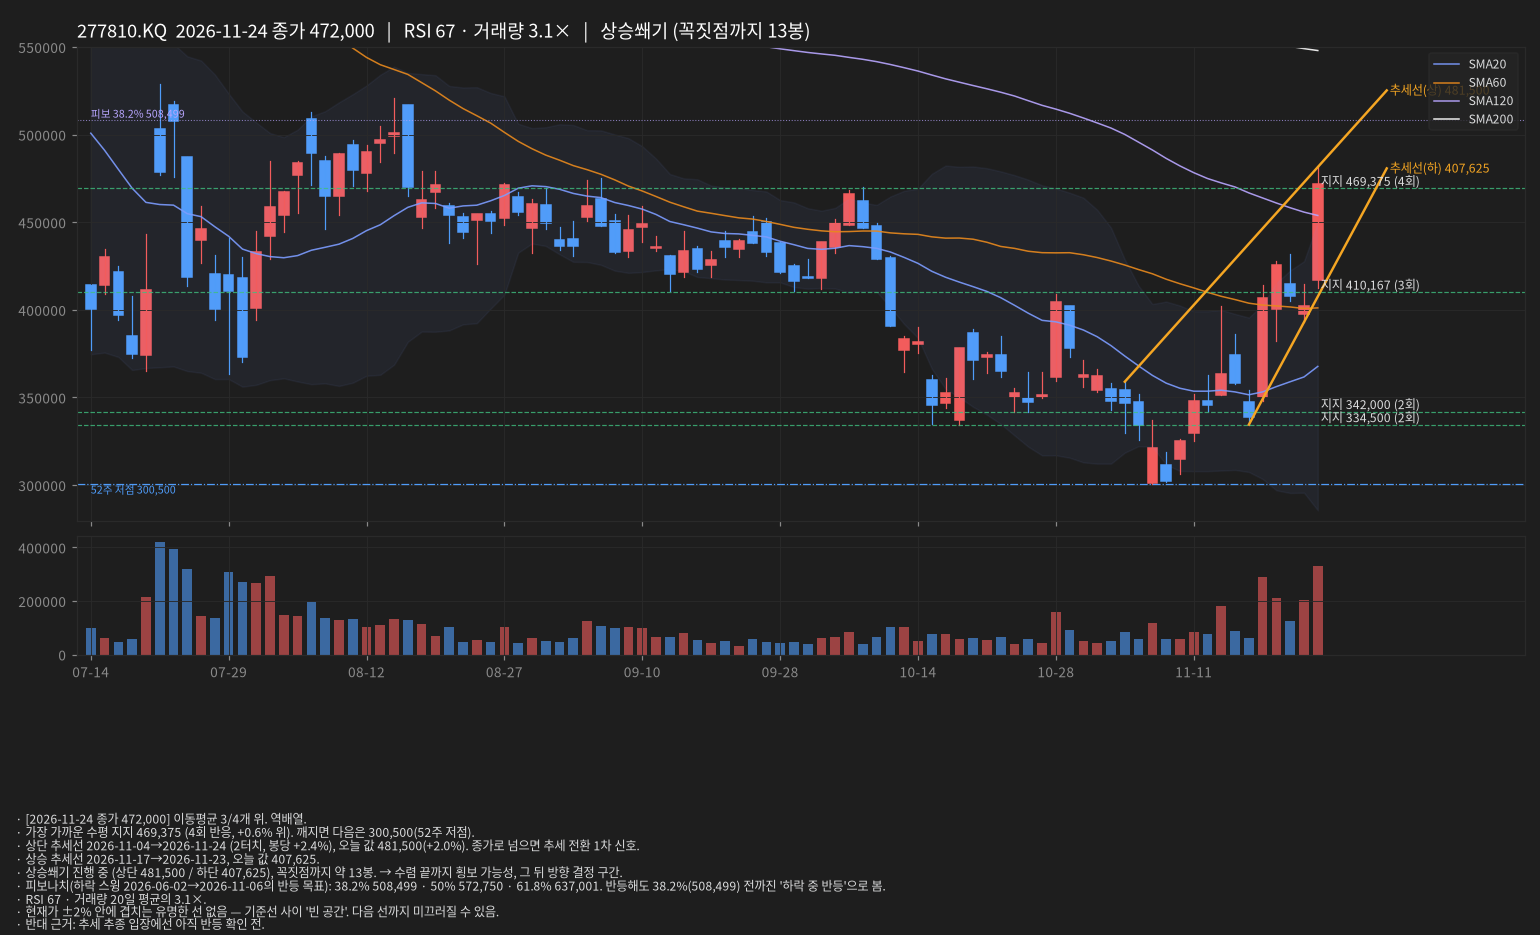 277810.KQ 2026-11-24 종가 472,000 | RSI 67 · 거래량 3.1× | 상승쐐기 (꼭짓점까지 13봉)
550000
SMA20
SMA60
추세선(상) 481,500
SMA120
피보 38.2% 508,499
SMA200
500000
추세선(하) 407,625
지지 469,375 (4회)
450000
지지 410,167 (3회)
400000
지지 342,000 (2회)
350000
지지 334,500 (2회)
300000
52주 저점 300,500
400000
200000
0
07-14 07-29 08-12 08-27 09-10 09-28 10-14 10-28 11-11
· [2026-11-24 종가 472,000] 이동평균 3/4개 위. 역배열.
· 가장 가까운 수평 지지 469,375 (4회 반응, +0.6% 위). 깨지면 다음은 300,500(52주 저점).
· 상단 추세선 2026-11-04→2026-11-24 (2터치, 봉당 +2.4%), 오늘 값 481,500(+2.0%). 종가로 넘으면 추세 전환 1차 신호.
· 상승 추세선 2026-11-17→2026-11-23, 오늘 값 407,625.
· 상승쐐기 진행 중 (상단 481,500 / 하단 407,625), 꼭짓점까지 약 13봉. → 수렴 끝까지 횡보 가능성, 그 뒤 방향 결정 구간.
· 피보나치(하락 스윙 2026-06-02→2026-11-06의 반등 목표): 38.2% 508,499 · 50% 572,750 · 61.8% 637,001. 반등해도 38.2%(508,499) 전까진 '하락 중 반등'으로 봄.
· RSI 67 · 거래량 20일 평균의 3.1×.
· 현재가 ±2% 안에 겹치는 유명한 선 없음 — 기준선 사이 '빈 공간'. 다음 선까지 미끄러질 수 있음.
· 반대 근거: 추세 추종 입장에선 아직 반등 확인 전.